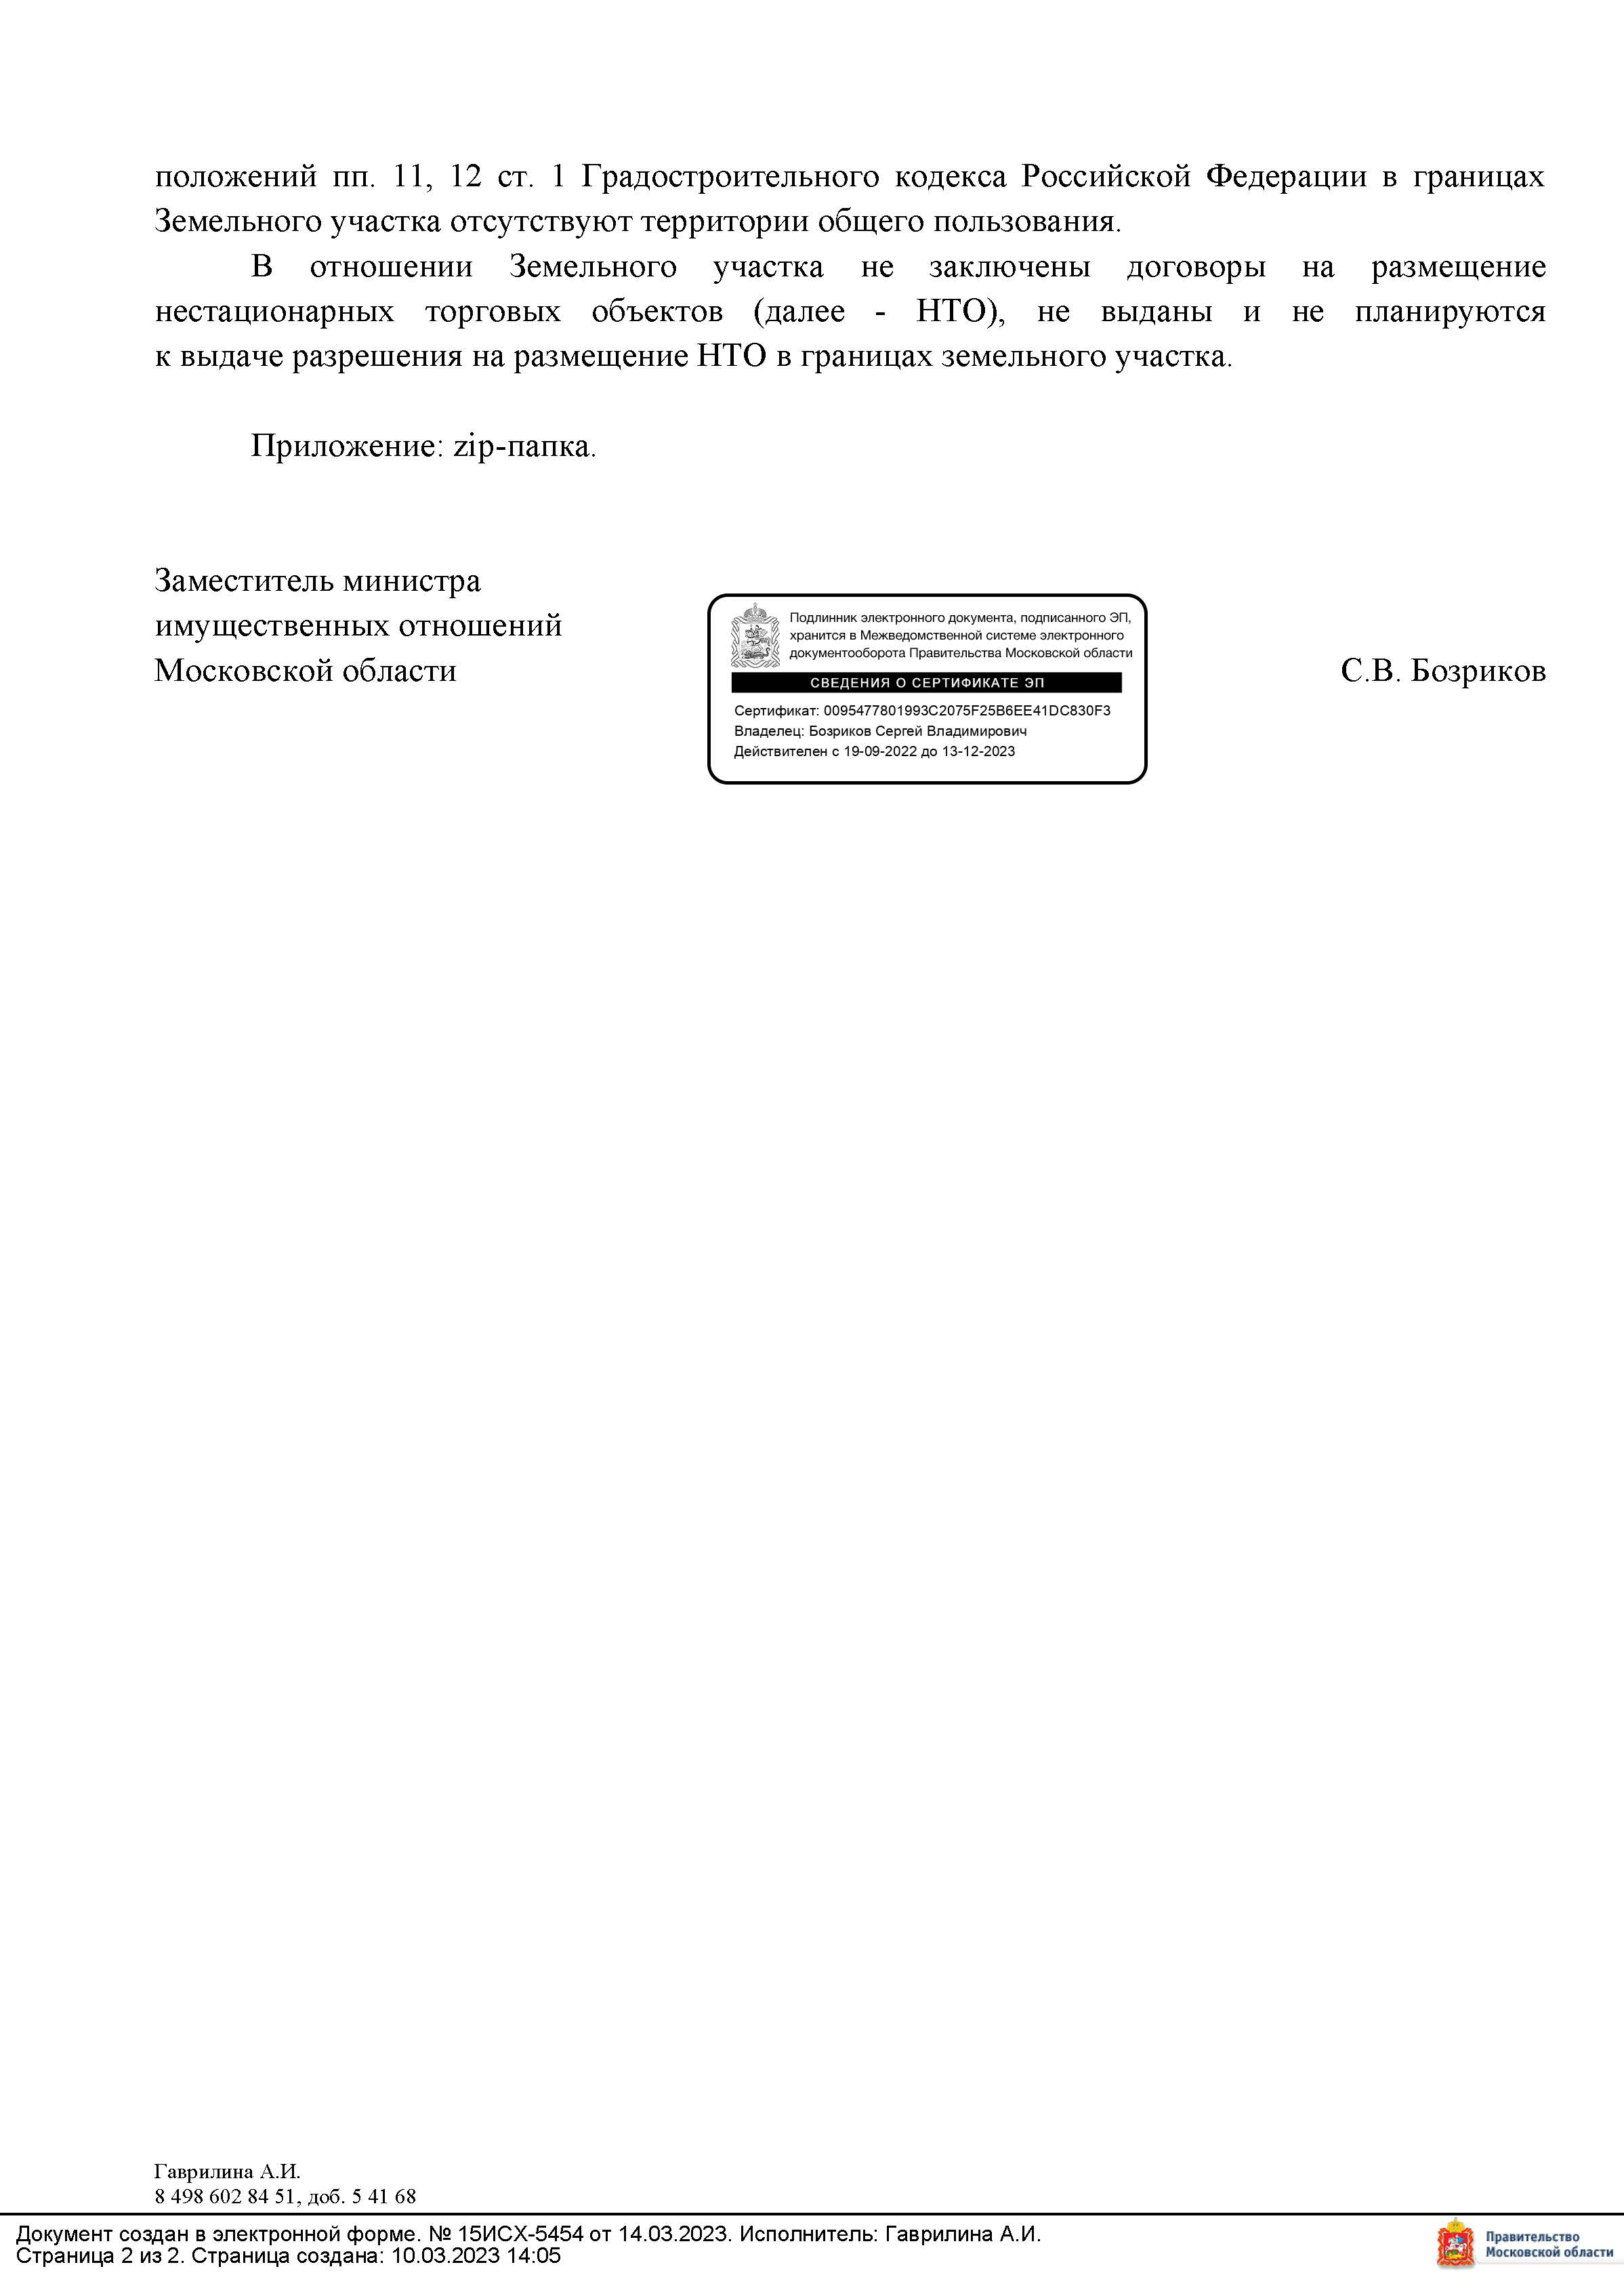 положений пп. 11, 12 ст. 1 Градостроительного кодекса Российской Федерации в границах
Земельного участка отсутствуют территории общего пользования.
В отношении Земельного участка не заключены договоры на размещение
нестационарных торговых объектов (далее - НТО), не выданы и не планируются
к выдаче разрешения на размещение НТО в границах земельного участка.
Приложение: zip-папка.
Заместитель министра
имущественных отношений
Московской области
Подлинник электронного документа, подписанного ЭП,
хранится в Межведомственной системе электронного
документооборота Правительства Московской области
СВЕДЕНИЯ О СЕРТИФИКАТЕ ЭП
Сертификат: 0095477801993C2075F25B6EE41DC830F3
Владелец: Бозриков Сергей Владимирович
Действителен с 19-09-2022 до 13-12-2023
С.В. Бозриков
Гаврилина А.И.
8 498 602 84 51, доб. 5 41 68
Документ создан в электронной форме. № 15ИСХ-5454 от 14.03.2023. Исполнитель: Гаврилина А.И.
Страница 2 из 2. Страница создана: 10.03.2023 14:05
Правительство
Московской области